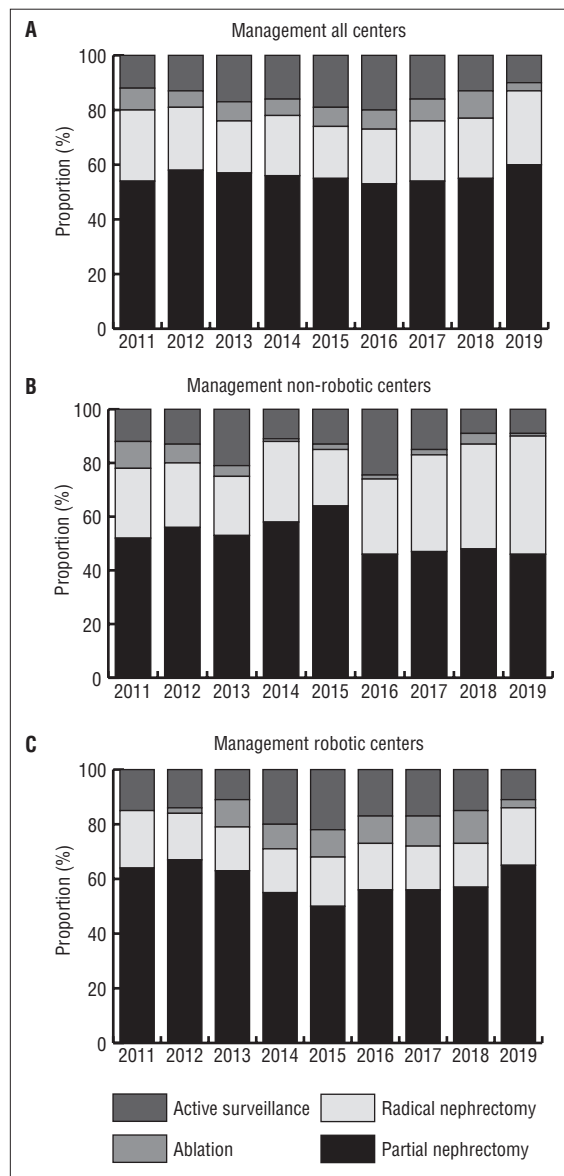 A
Management all centers
Proportion (%)
100
80
60
40
20
0
2011 2012 2013 2014 2015 2016 2017 2018 2019
B
Management non-robotic centers
Proportion (%)
100
80
60
40
20
0
2011 2012 2013 2014 2015 2016 2017 2018 2019
C
Management robotic centers
Proportion (%)
100
80
60
40
20
0
2011 2012 2013 2014 2015 2016 2017 2018 2019
Active surveillance Radical nephrectomy
Ablation Partial nephrectomy